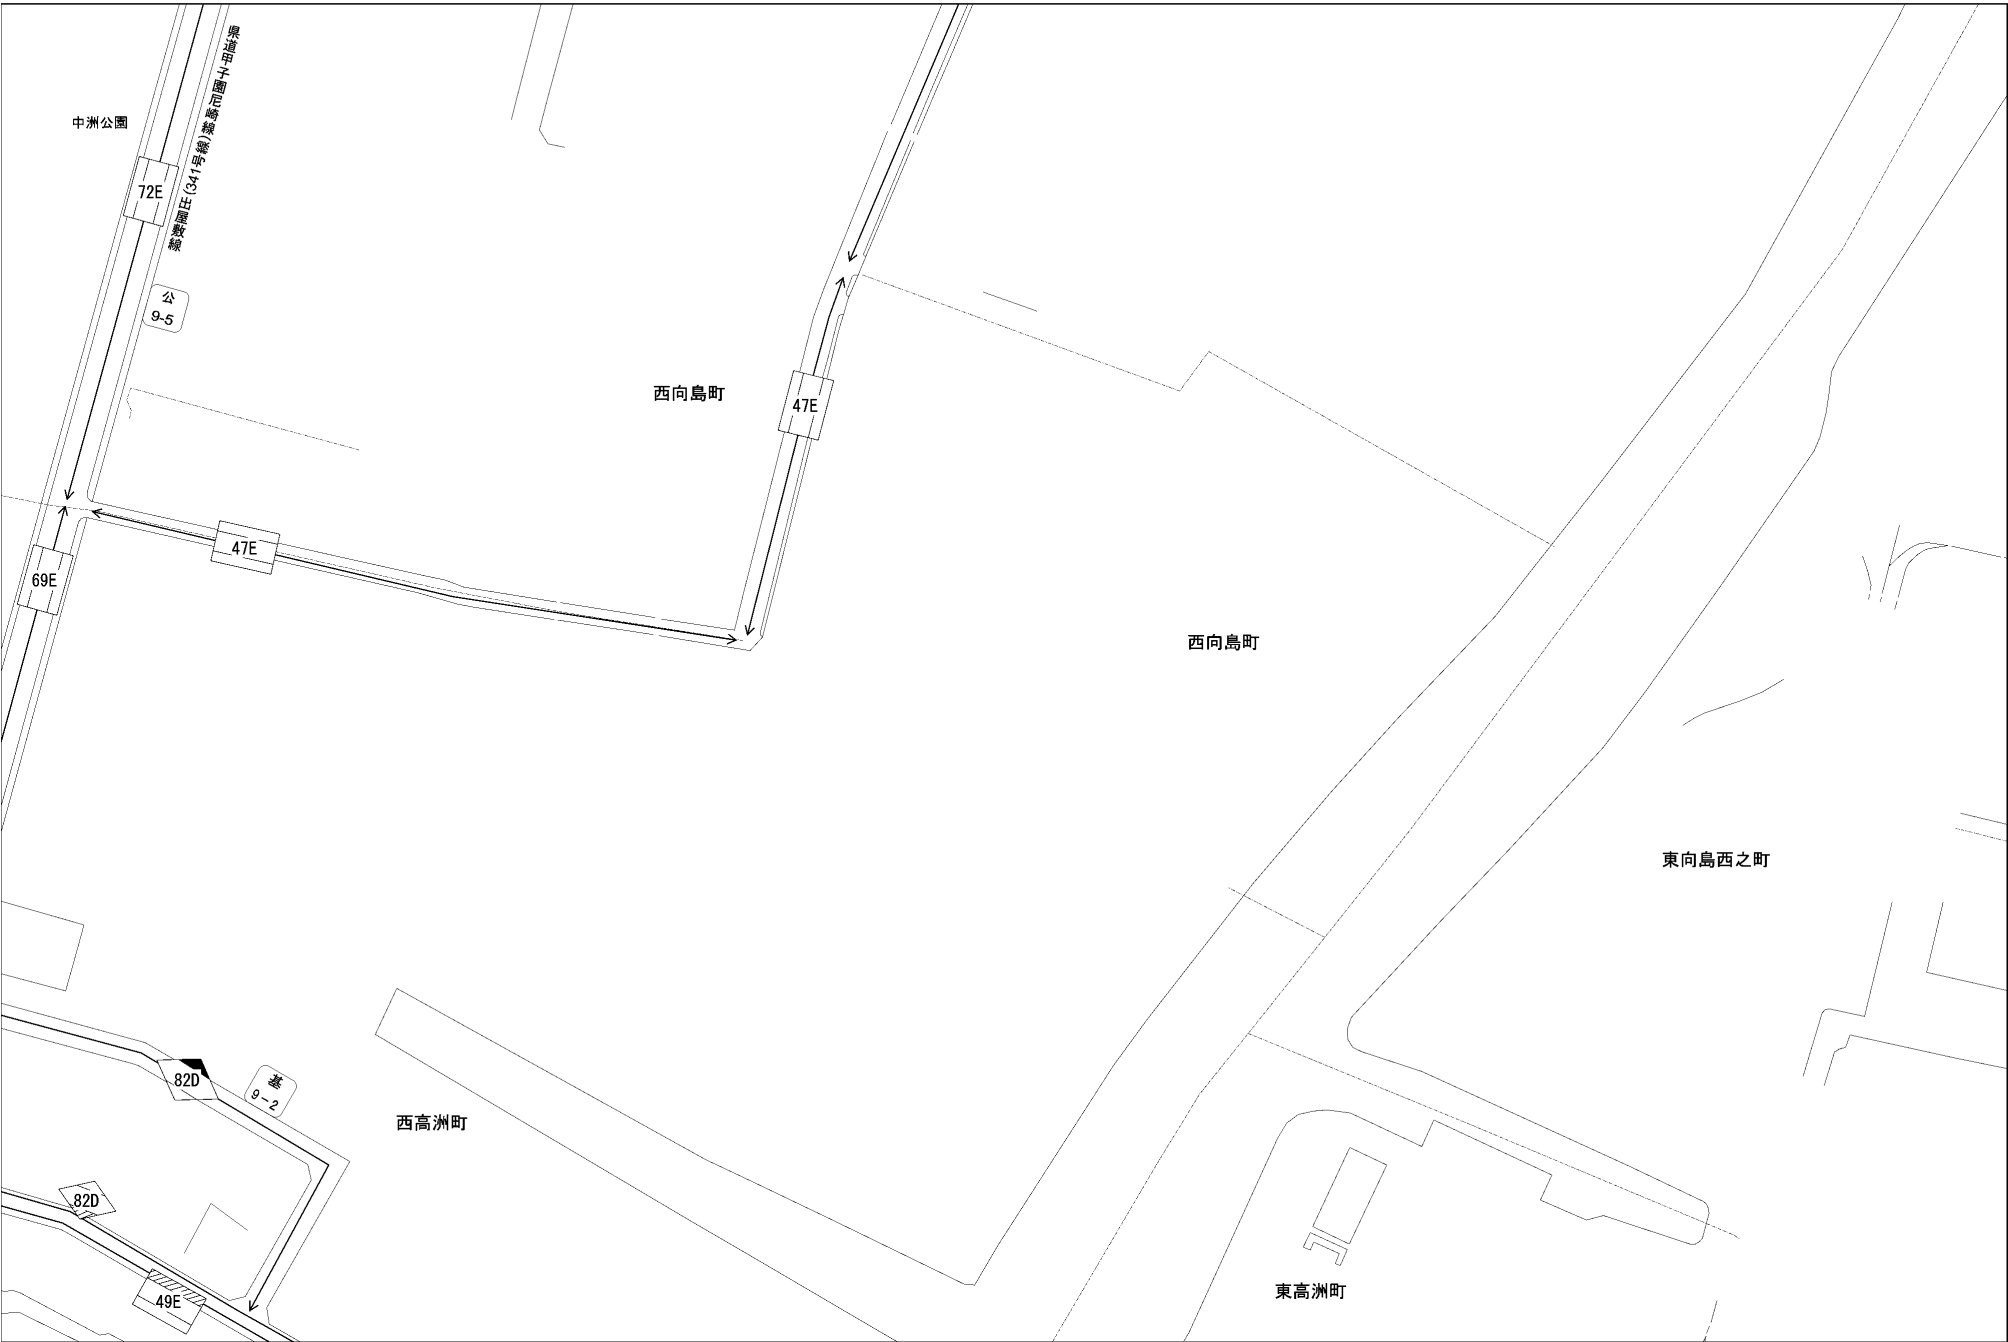 県道甲子園尼崎線
出屋敷線(341号線)
中洲公園
72E
公
9-5
西向島町
47E
47E
69E
西向島町
東向島西之町
82D
基
9-2
西高洲町
82D
49E
東高洲町